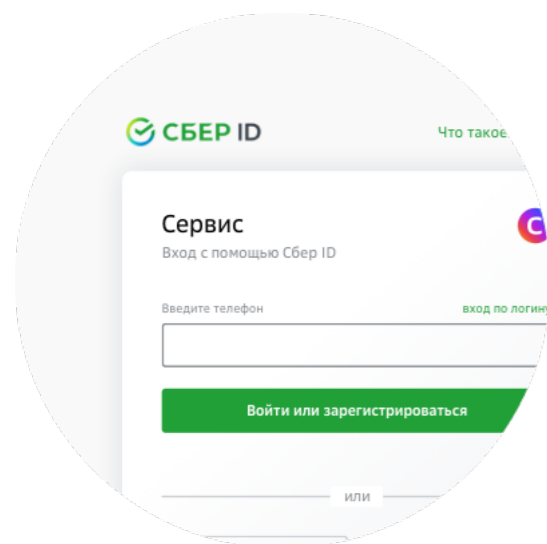 СБЕР ID
Что такое
Сервис
С
Вход с помощью Сбер ID
Введите телефон
вход по логину
Войти или зарегистрироваться
или